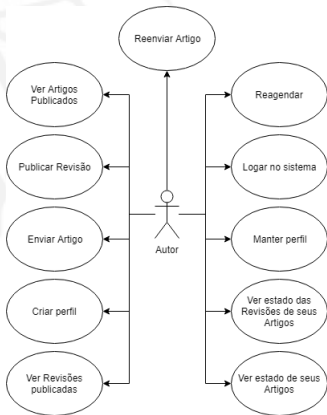 Reenviar Artigo
Ver Artigos
Publicados
Reagendar
Publicar Revisão
Logar no sistema
Enviar Artigo
Autor
Manter perfil
Criar perfil
Ver estado das
Revisões de seus
Artigos
Ver Revisões
publicadas
Ver estado de seus
Artigos